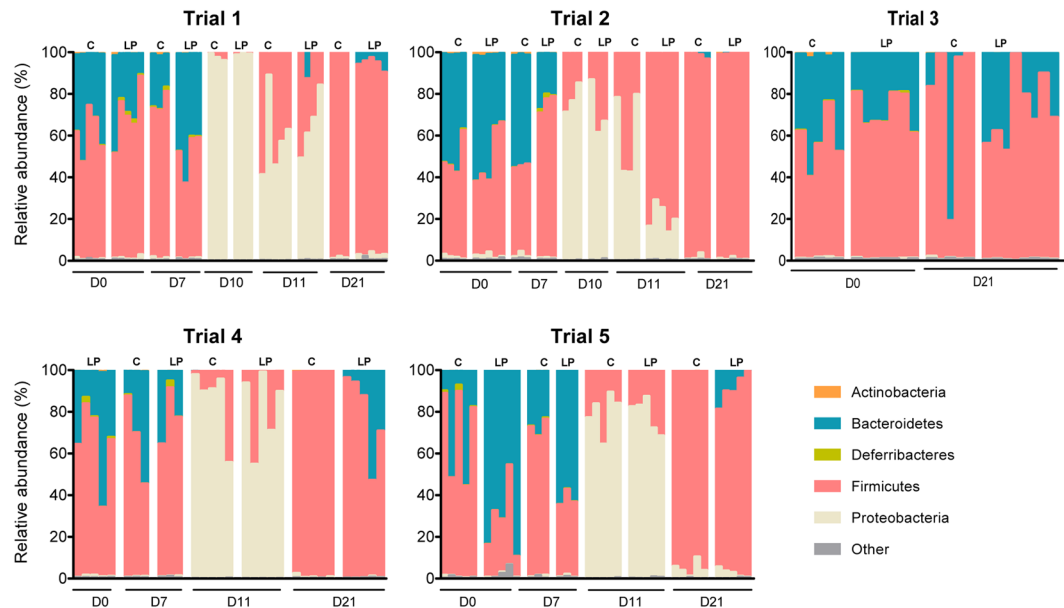 Trial 1
Trial 2
Trial 3
C LP C LP C LP C LP C LP
C LP C LP C LP C LP C LP
C LP C LP
Relative abundance (%)
100
80
60
40
20
0
100
80
60
40
20
0
100
80
60
40
20
0
D0 D7 D10 D11 D21
D0 D7 D10 D11 D21
D0 D21
Trial 4
Trial 5
LP C LP C LP C LP
C LP C LP C LP C LP
Relative abundance (%)
100
80
60
40
20
0
100
80
60
40
20
0
D0 D7 D11 D21
D0 D7 D11 D21
Actinobacteria
Bacteroidetes
Deferribacteres
Firmicutes
Proteobacteria
Other